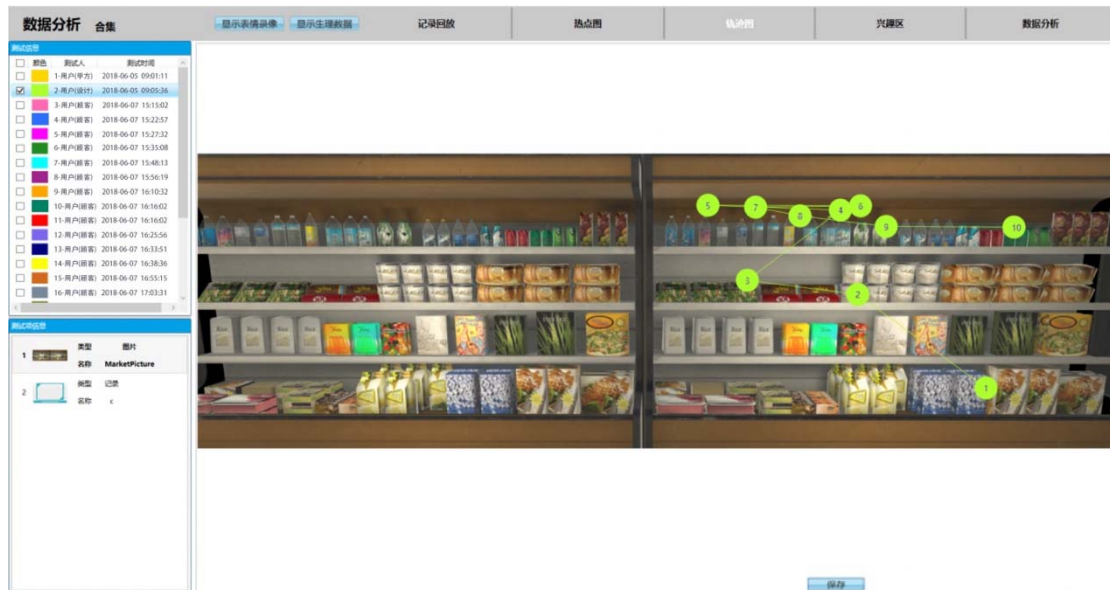 数据分析 合集
显示表情录像 显示生理数据 记录回放 热点图 轨迹图 兴趣区 数据分析
测试信息
颜色 测试人 测试时间
1-用户(甲方) 2018-06-05 09:01:11
2-用户(设计) 2018-06-05 09:05:36
3-用户(顾客) 2018-06-07 15:15:02
4-用户(顾客) 2018-06-07 15:22:57
5-用户(顾客) 2018-06-07 15:27:32
6-用户(顾客) 2018-06-07 15:35:08
7-用户(顾客) 2018-06-07 15:48:13
8-用户(顾客) 2018-06-07 15:56:19
9-用户(顾客) 2018-06-07 16:10:32
10-用户(顾客) 2018-06-07 16:16:02
11-用户(顾客) 2018-06-07 16:16:02
12-用户(顾客) 2018-06-07 16:25:56
13-用户(顾客) 2018-06-07 16:33:51
14-用户(顾客) 2018-06-07 16:38:36
15-用户(顾客) 2018-06-07 16:55:15
16-用户(顾客) 2018-06-07 17:03:31
测试项信息
1 类型 图片
名称 MarketPicture
2 类型 记录
名称 c
5 7 8 4 6
9 10
3 2
1
保存